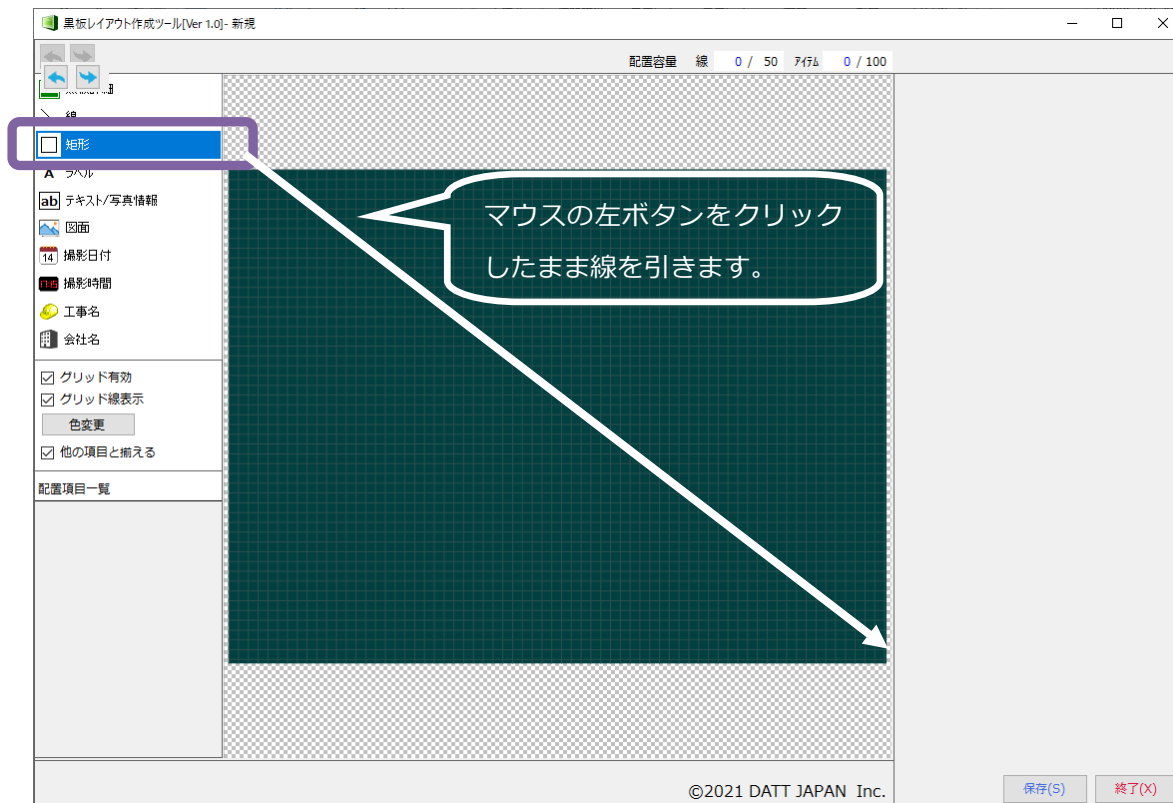 黒板レイアウト作成ツール[Ver 1.0]- 新規
配置容量 線 0 / 50 ｱｲﾃﾑ 0 / 100
線
矩形
A ラベル
ab テキスト/写真情報
図面
14 撮影日付
撮影時間
工事名
会社名
グリッド有効
グリッド線表示
色変更
他の項目と揃える
配置項目一覧
マウスの左ボタンをクリック
したまま線を引きます。
©2021 DATT JAPAN Inc.
保存(S) 終了(X)